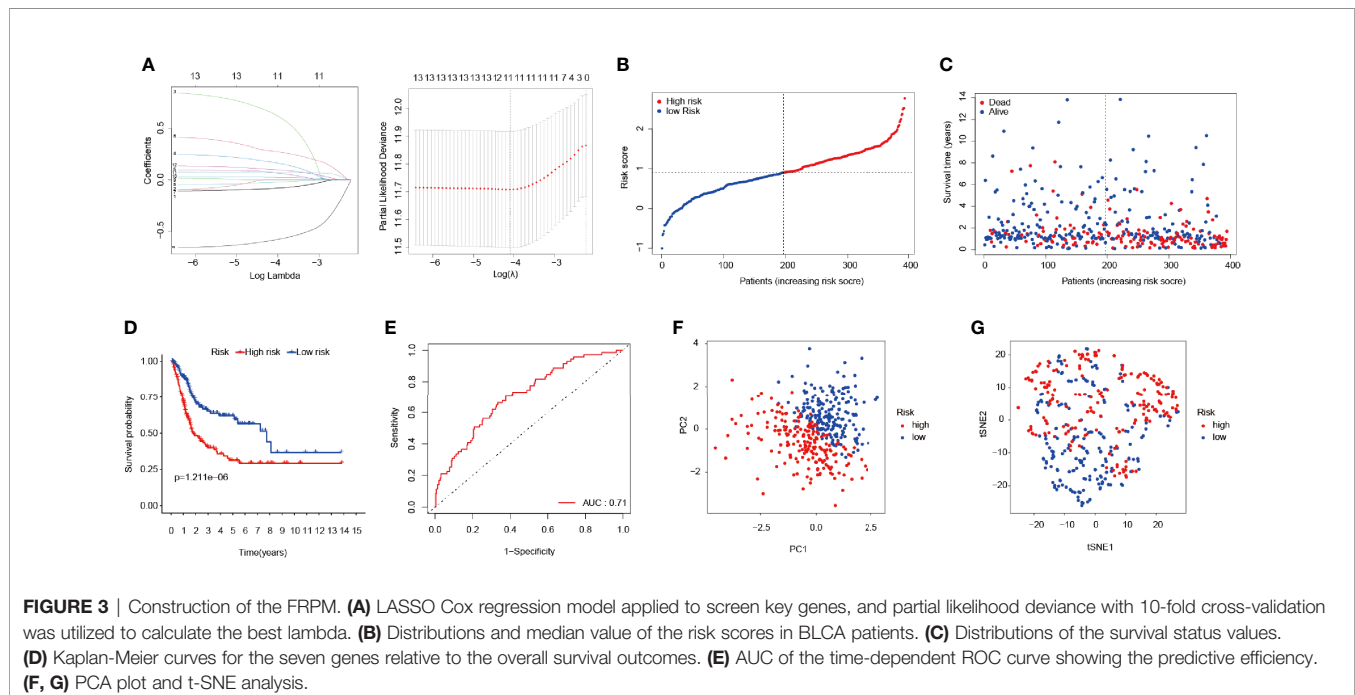 A
13 13 11 11
Coefficients
0.5
0.0
−0.5
−6 −5 −4 −3
Log Lambda
13 13 13 13 13 13 12 11 11 11 11 11 11 7 4 3 0
Partial Likelihood Deviance
12.0
11.9
11.8
11.7
11.6
11.5
−6 −5 −4 −3
Log(λ)
B
High risk
low Risk
Risk score
2
1
0
−1
0 100 200 300 400
Patients (increasing risk socre)
C
Dead
Alive
Survival time (years)
14
12
10
8
6
4
2
0
0 100 200 300 400
Patients (increasing risk socre)
D
Risk High risk Low risk
Survival probability
1.00
0.75
0.50
0.25
0.00
p=1.211e−06
0 1 2 3 4 5 6 7 8 9 10 11 12 13 14 15
Time(years)
E
Sensitivity
1.0
0.8
0.6
0.4
0.2
0.0
AUC : 0.71
0.0 0.2 0.4 0.6 0.8 1.0
1−Specificity
F
PC2
4
2
0
−2
−2.5 0.0 2.5
PC1
Risk
high
low
G
tSNE2
20
10
0
−10
−20
−20 −10 0 10 20
tSNE1
Risk
high
low
FIGURE 3 | Construction of the FRPM. (A) LASSO Cox regression model applied to screen key genes, and partial likelihood deviance with 10-fold cross-validation
was utilized to calculate the best lambda. (B) Distributions and median value of the risk scores in BLCA patients. (C) Distributions of the survival status values.
(D) Kaplan-Meier curves for the seven genes relative to the overall survival outcomes. (E) AUC of the time-dependent ROC curve showing the predictive efficiency.
(F, G) PCA plot and t-SNE analysis.